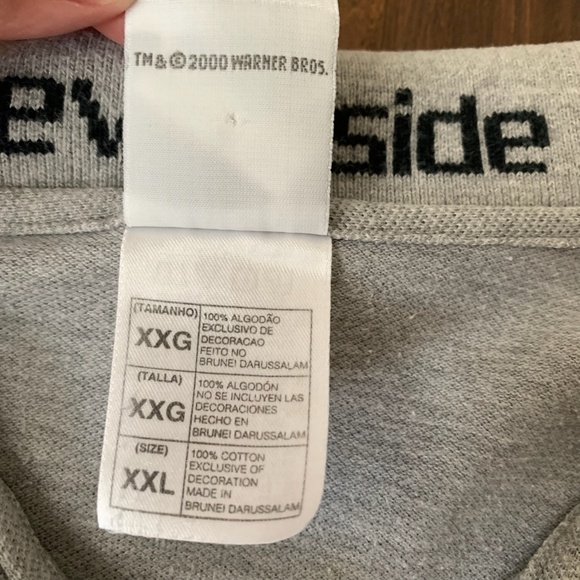 TM & © 2000 WARNER BROS.
ev side
(TAMANHO)
XXG
100% ALGODÃO
EXCLUSIVO DE
DECORACAO
FEITO NO
BRUNEI DARUSSALAM
(TALLA)
XXG
100% ALGODÓN
NO SE INCLUYEN LAS
DECORACIONES
HECHO EN
BRUNEI DARUSSALAM
(SIZE)
XXL
100% COTTON
EXCLUSIVE OF
DECORATION
MADE IN
BRUNEI DARUSSALAM